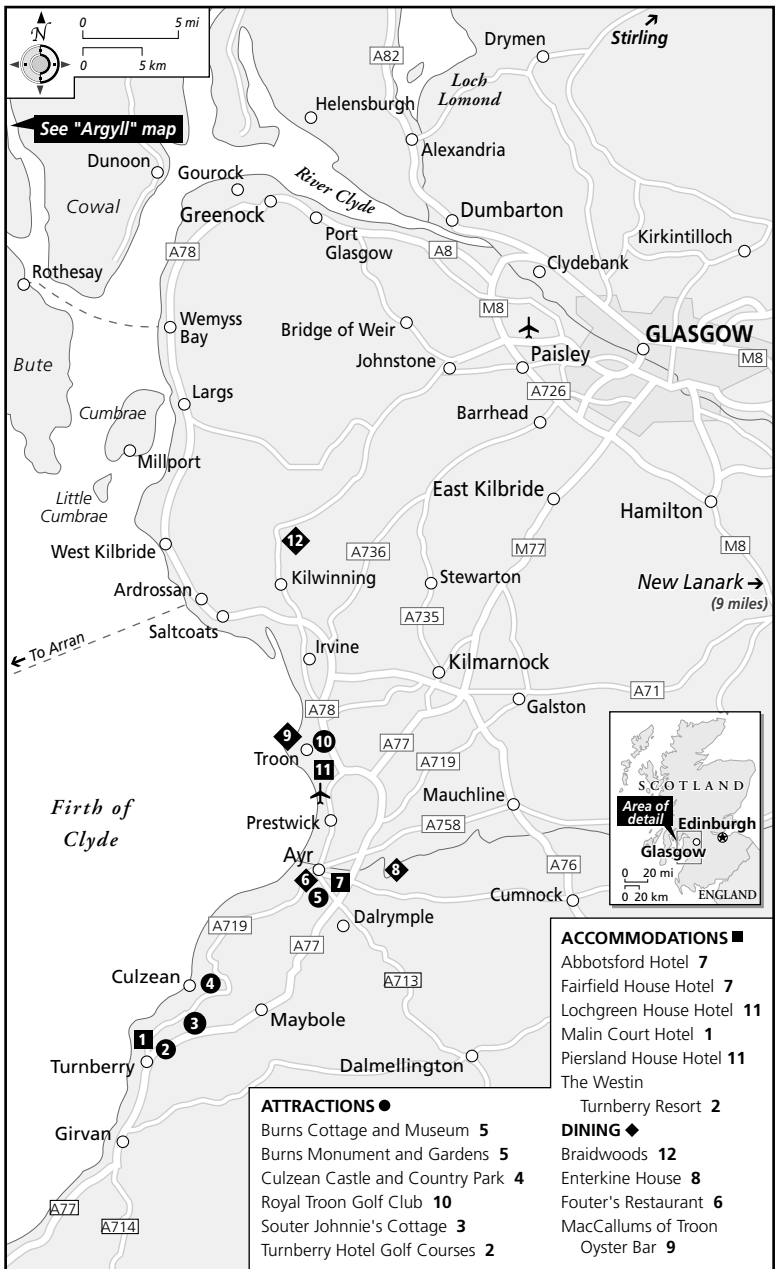 N
0 5 mi
0 5 km
Stirling
Drymen
A82
Loch
Lomond
Helensburgh
See "Argyll" map
Alexandria
Dunoon
Gourock
River Clyde
Cowal
Greenock
Dumbarton
Port
Glasgow
Kirkintilloch
A78
A8
Clydebank
Rothesay
M8
Wemyss
Bay
Bridge of Weir
GLASGOW
Bute
Johnstone
Paisley
M8
Largs
A726
Cumbrae
Barrhead
Millport
East Kilbride
Little
Cumbrae
Hamilton
12
West Kilbride
A736
M77
M8
Kilwinning
Stewarton
New Lanark
(9 miles)
Ardrossan
Saltcoats
A735
To Arran
Irvine
Kilmarnock
A71
A78
Galston
9
10
A77
Troon
11
A719
SCOTLAND
Mauchline
Area of
detail
Edinburgh
Firth of
Clyde
Prestwick
A758
Glasgow
Ayr
A76
0 20 mi
0 20 km
ENGLAND
8
6
7
5
Cumnock
Dalrymple
A719
A77
Culzean
4
A713
3
Maybole
1
2
Turnberry
Dalmellington
Girvan
A77
A714
ATTRACTIONS ●
Burns Cottage and Museum 5
Burns Monument and Gardens 5
Culzean Castle and Country Park 4
Royal Troon Golf Club 10
Souter Johnnie's Cottage 3
Turnberry Hotel Golf Courses 2
ACCOMMODATIONS ■
Abbotsford Hotel 7
Fairfield House Hotel 7
Lochgreen House Hotel 11
Malin Court Hotel 1
Piersland House Hotel 11
The Westin
Turnberry Resort 2
DINING ◆
Braidwoods 12
Enterkine House 8
Fouter's Restaurant 6
MacCallums of Troon
Oyster Bar 9